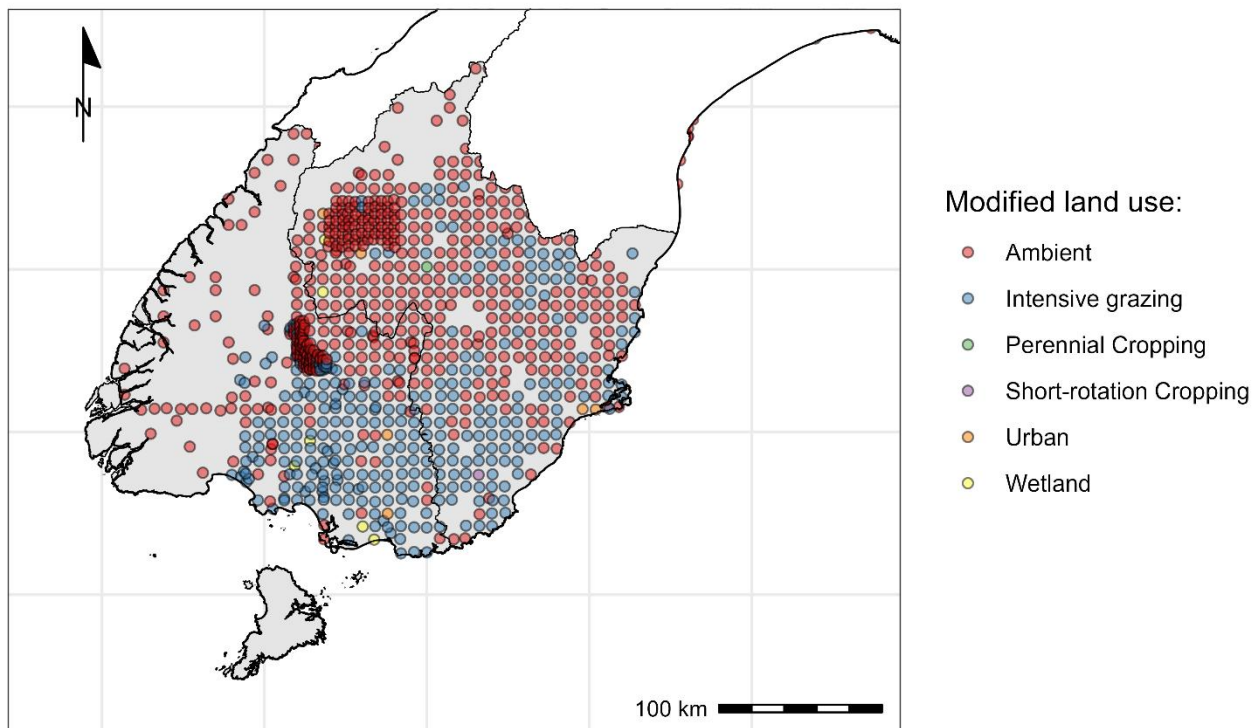 N
Modified land use:
Ambient
Intensive grazing
Perennial Cropping
Short-rotation Cropping
Urban
Wetland
100 km